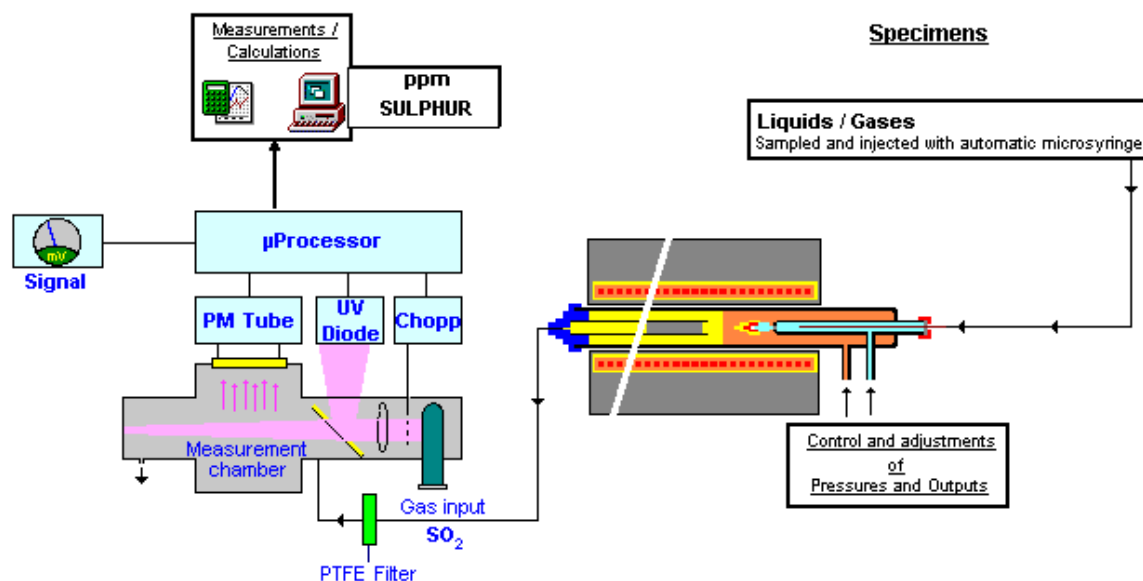 Measurements /
Calculations
ppm
SULPHUR
Specimens
Liquids / Gases
Sampled and injected with automatic microsyringe
µProcessor
mV
Signal
PM Tube
UV
Diode
Chopp
Measurement
chamber
Gas input
SO₂
PTFE Filter
Control and adjustments
of
Pressures and Outputs